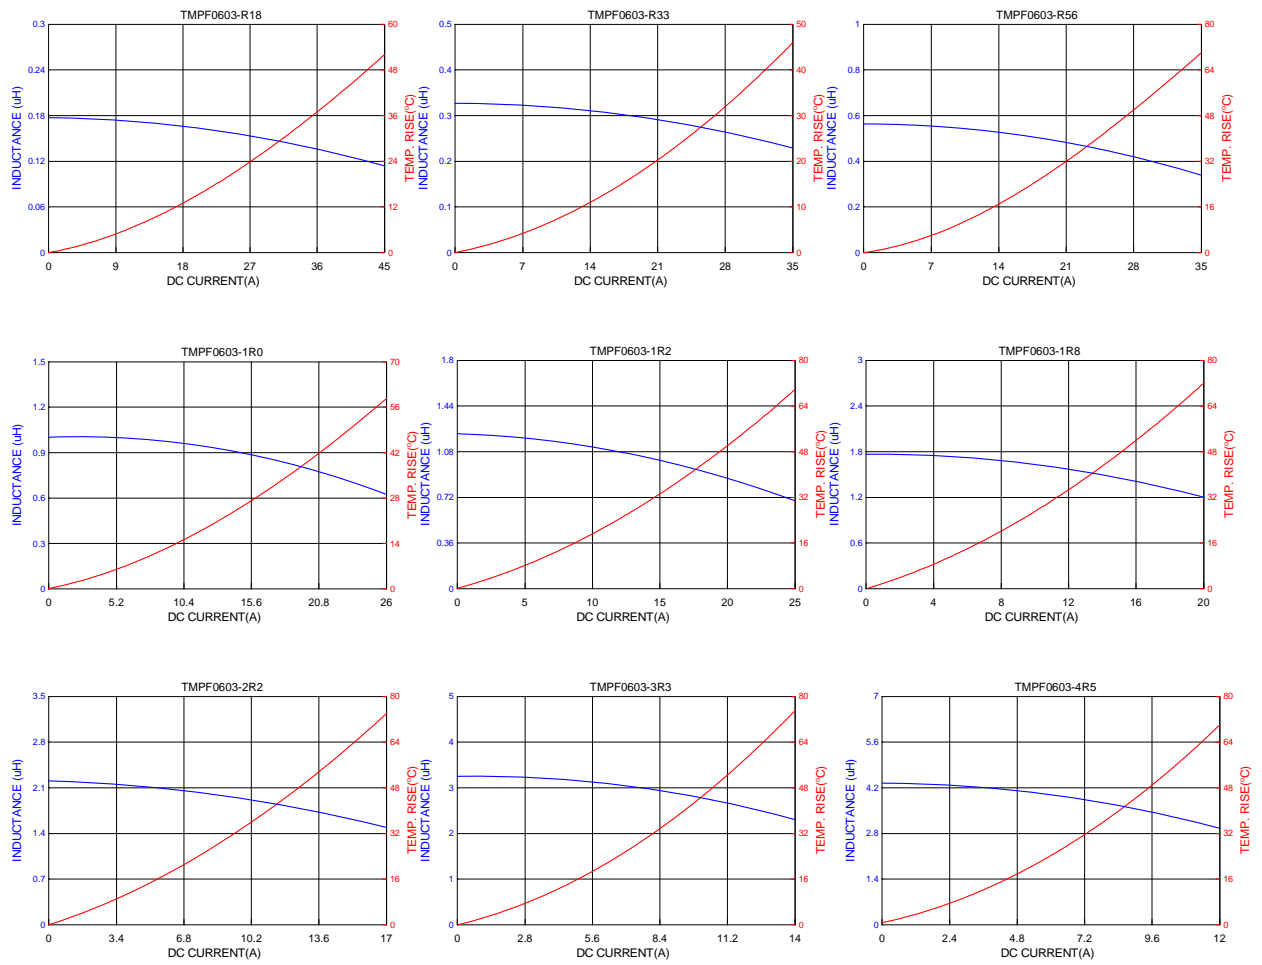 TMPF0603-R18
0.3
0.24
0.18
0.12
0.06
0
60
48
36
24
12
0
0 9 18 27 36 45
DC CURRENT(A)
INDUCTANCE (uH)
TEMP. RISE(°C)
TMPF0603-R33
0.5
0.4
0.3
0.2
0.1
0
50
40
30
20
10
0
0 7 14 21 28 35
DC CURRENT(A)
INDUCTANCE (uH)
TEMP. RISE(°C)
TMPF0603-R56
1
0.8
0.6
0.4
0.2
0
80
64
48
32
16
0
0 7 14 21 28 35
DC CURRENT(A)
INDUCTANCE (uH)
TEMP. RISE(°C)
TMPF0603-1R0
1.5
1.2
0.9
0.6
0.3
0
70
56
42
28
14
0
0 5.2 10.4 15.6 20.8 26
DC CURRENT(A)
INDUCTANCE (uH)
TEMP. RISE(°C)
TMPF0603-1R2
1.8
1.44
1.08
0.72
0.36
0
80
64
48
32
16
0
0 5 10 15 20 25
DC CURRENT(A)
INDUCTANCE (uH)
TEMP. RISE(°C)
TMPF0603-1R8
3
2.4
1.8
1.2
0.6
0
80
64
48
32
16
0
0 4 8 12 16 20
DC CURRENT(A)
INDUCTANCE (uH)
TEMP. RISE(°C)
TMPF0603-2R2
3.5
2.8
2.1
1.4
0.7
0
80
64
48
32
16
0
0 3.4 6.8 10.2 13.6 17
DC CURRENT(A)
INDUCTANCE (uH)
TEMP. RISE(°C)
TMPF0603-3R3
5
4
3
2
1
0
80
64
48
32
16
0
0 2.8 5.6 8.4 11.2 14
DC CURRENT(A)
INDUCTANCE (uH)
TEMP. RISE(°C)
TMPF0603-4R5
7
5.6
4.2
2.8
1.4
0
80
64
48
32
16
0
0 2.4 4.8 7.2 9.6 12
DC CURRENT(A)
INDUCTANCE (uH)
TEMP. RISE(°C)